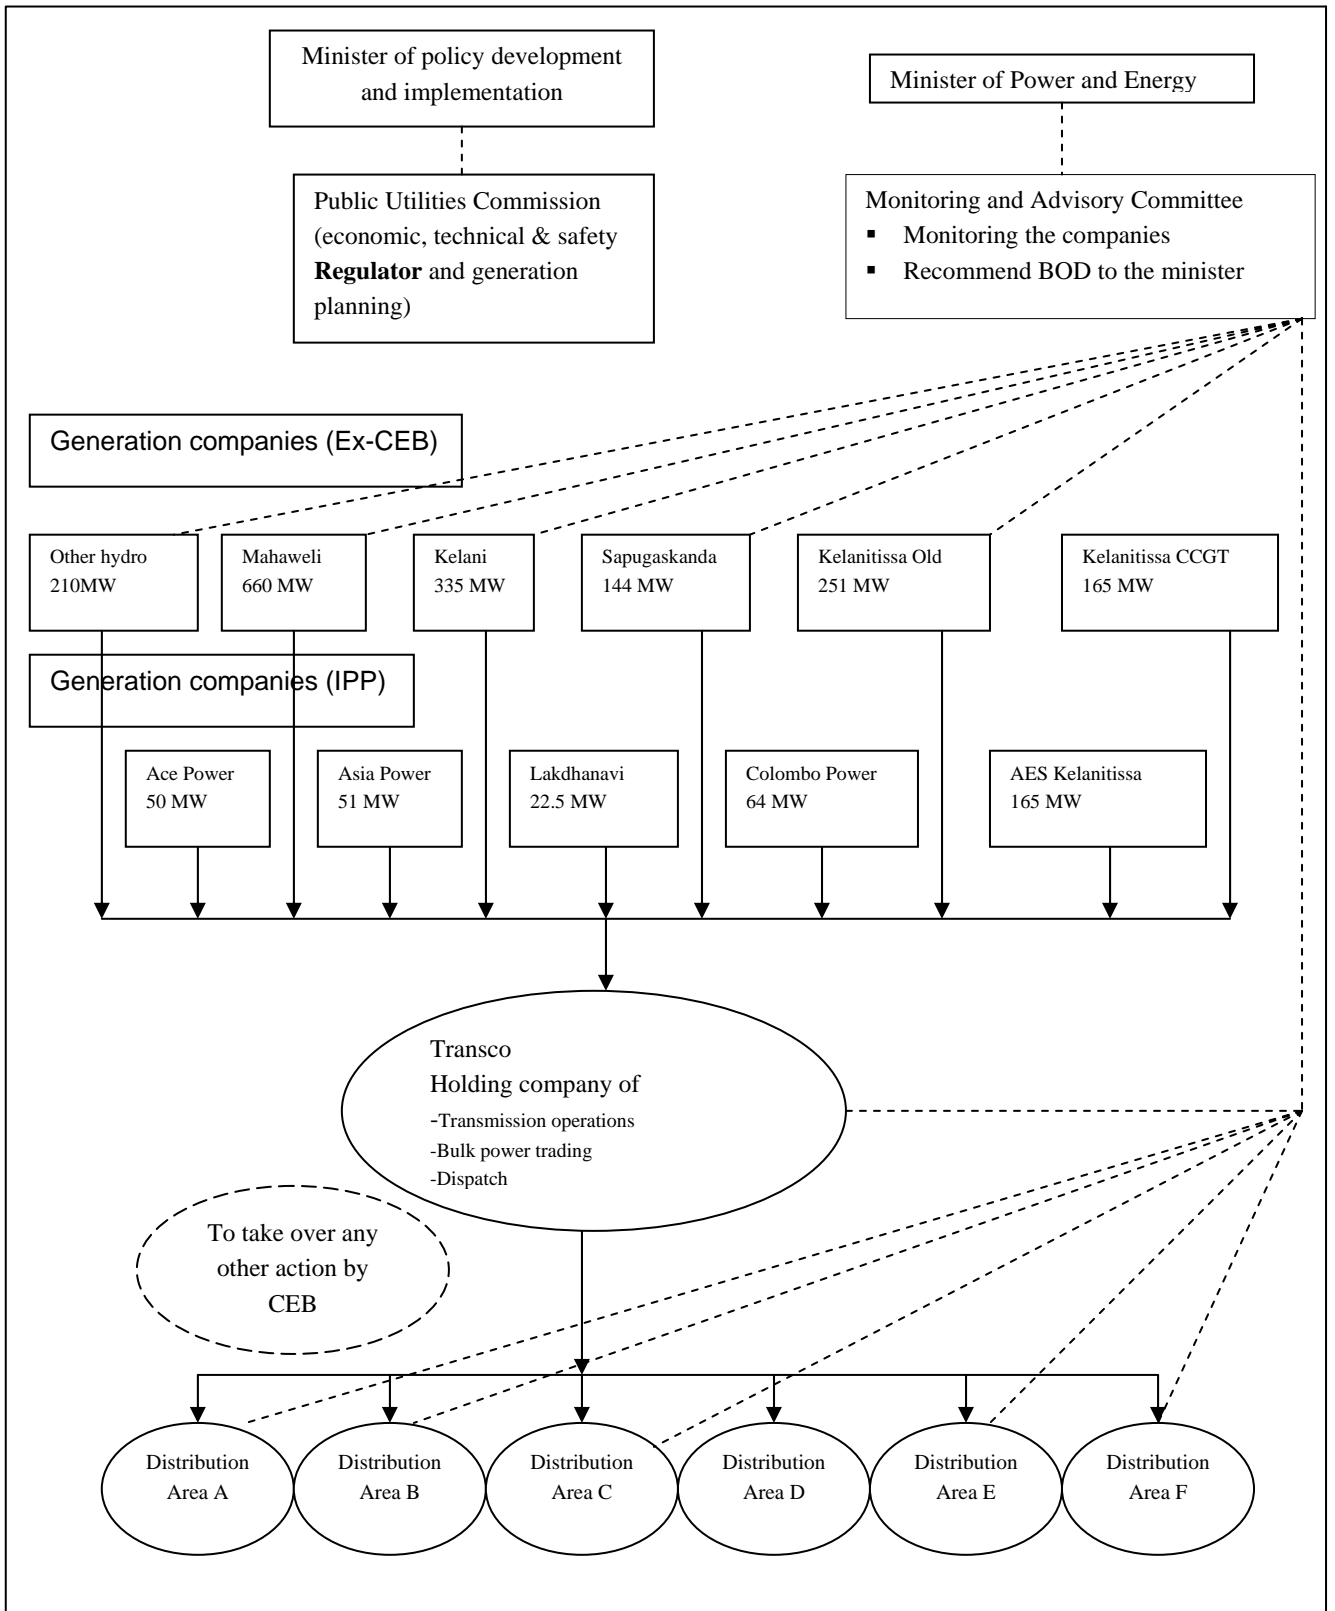 Minister of policy development
and implementation
Minister of Power and Energy
Public Utilities Commission
(economic, technical & safety
Regulator and generation
planning)
Monitoring and Advisory Committee
▪ Monitoring the companies
▪ Recommend BOD to the minister
Generation companies (Ex-CEB)
Other hydro
210MW
Mahaweli
660 MW
Kelani
335 MW
Sapugaskanda
144 MW
Kelanitissa Old
251 MW
Kelanitissa CCGT
165 MW
Generation companies (IPP)
Ace Power
50 MW
Asia Power
51 MW
Lakdhanavi
22.5 MW
Colombo Power
64 MW
AES Kelanitissa
165 MW
Transco
Holding company of
-Transmission operations
-Bulk power trading
-Dispatch
To take over any
other action by
CEB
Distribution
Area A
Distribution
Area B
Distribution
Area C
Distribution
Area D
Distribution
Area E
Distribution
Area F